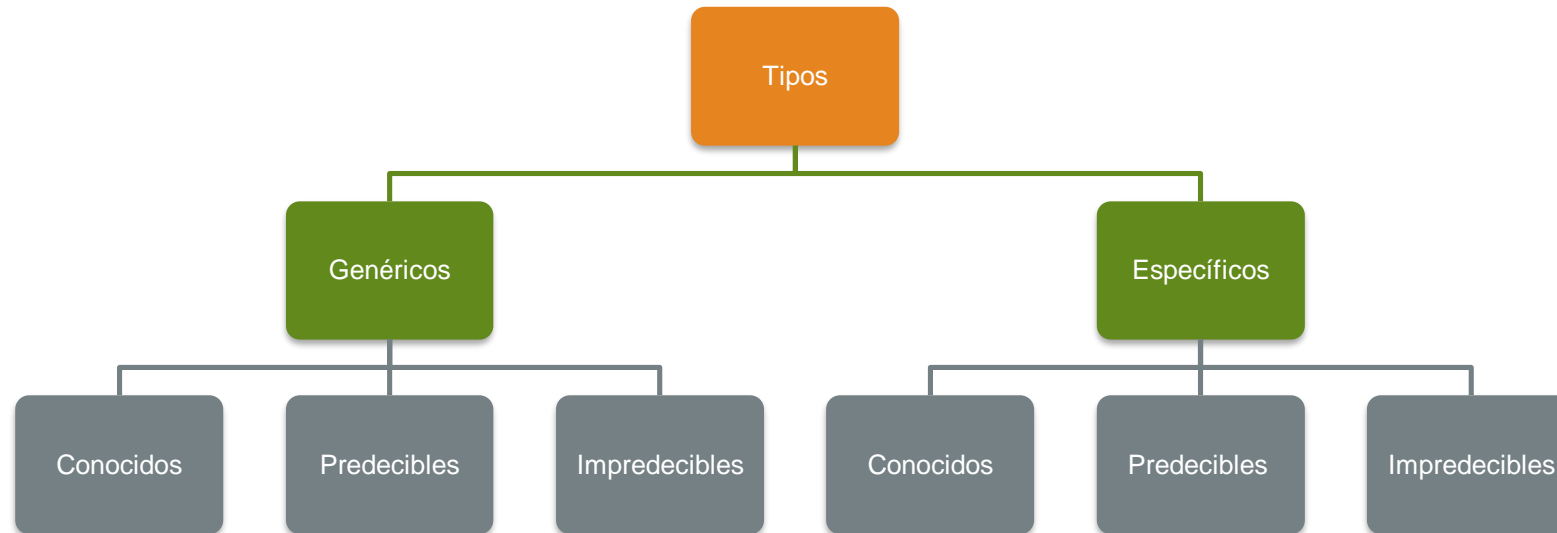 Tipos
Genéricos
Específicos
Conocidos
Predecibles
Impredecibles
Conocidos
Predecibles
Impredecibles